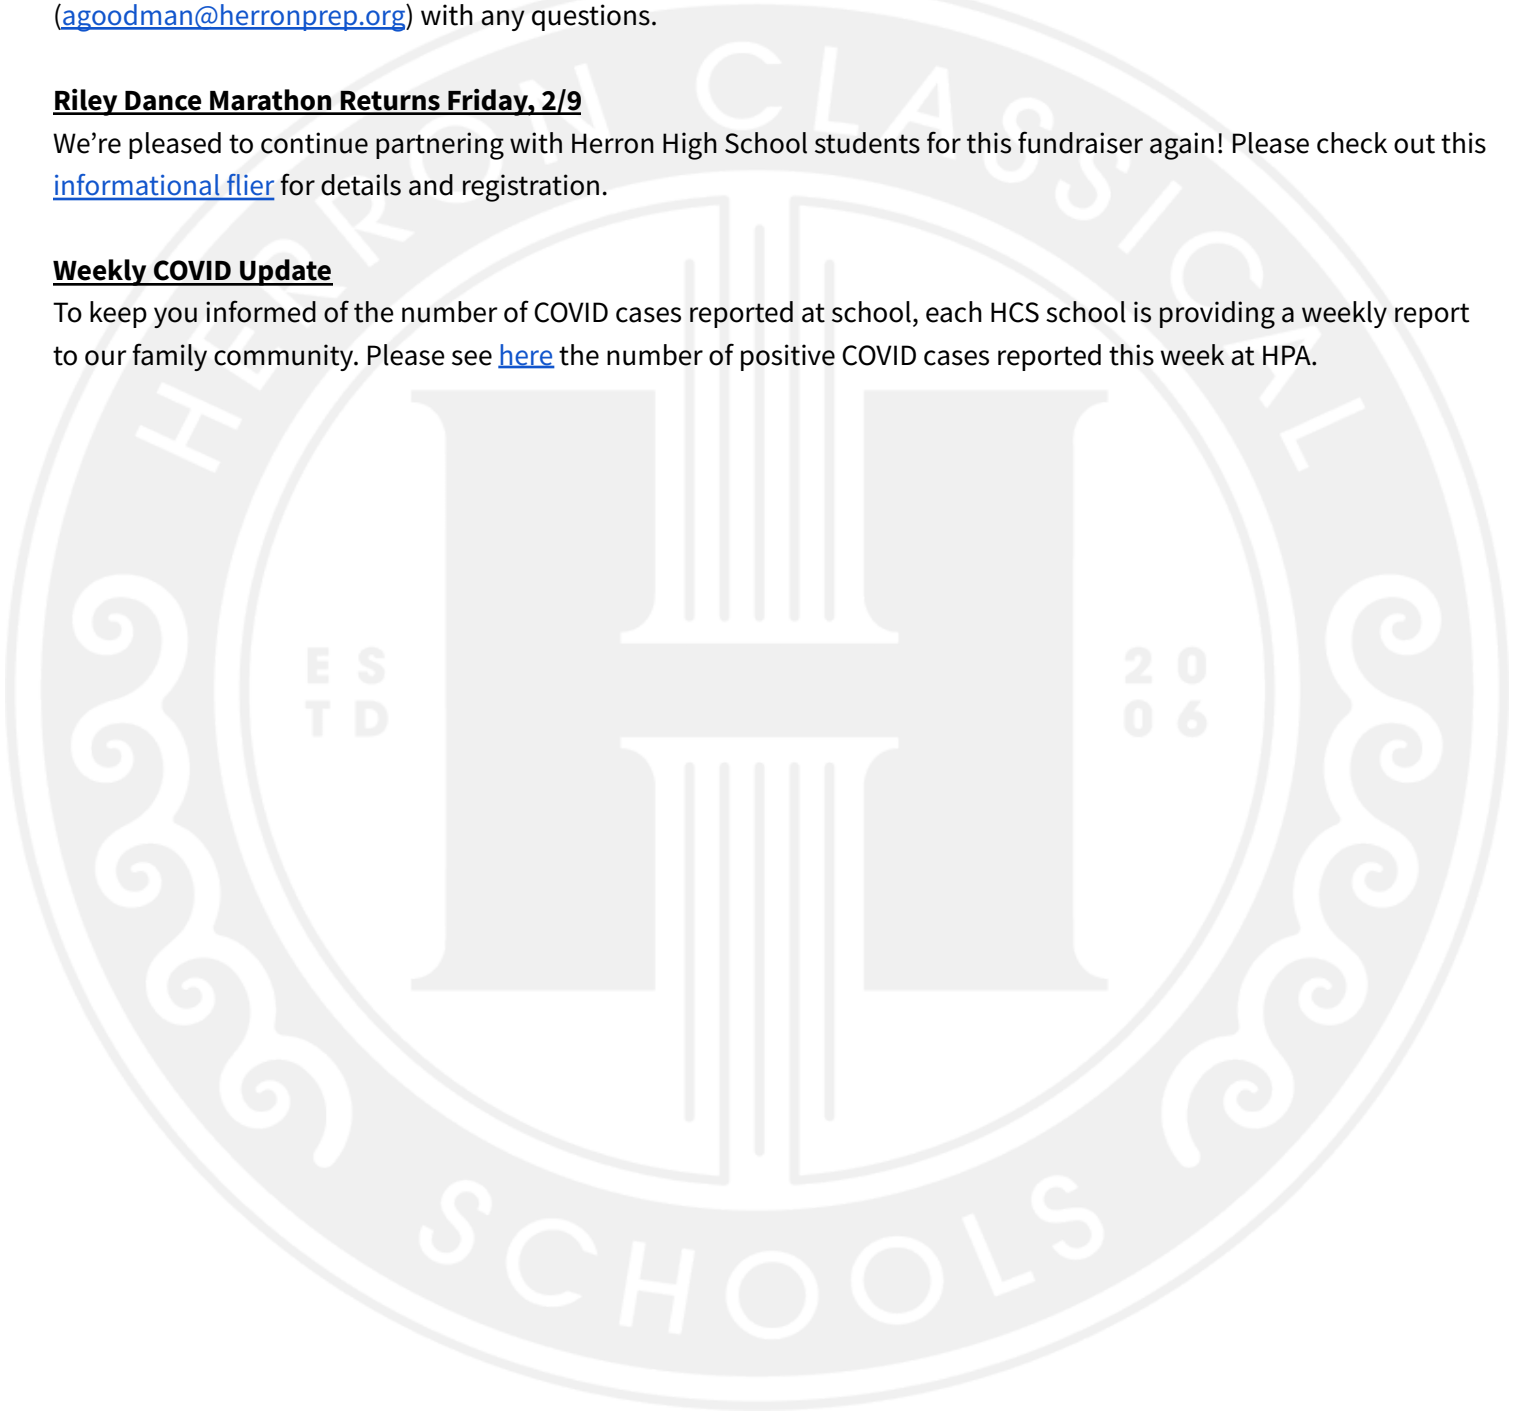 (agoodman@herronprep.org) with any questions.
Riley Dance Marathon Returns Friday, 2/9
We’re pleased to continue partnering with Herron High School students for this fundraiser again! Please check out this
informational flier for details and registration.
Weekly COVID Update
To keep you informed of the number of COVID cases reported at school, each HCS school is providing a weekly report
to our family community. Please see here the number of positive COVID cases reported this week at HPA.
HERRON CLASSICAL
ES
TD
H
20
06
SCHOOLS